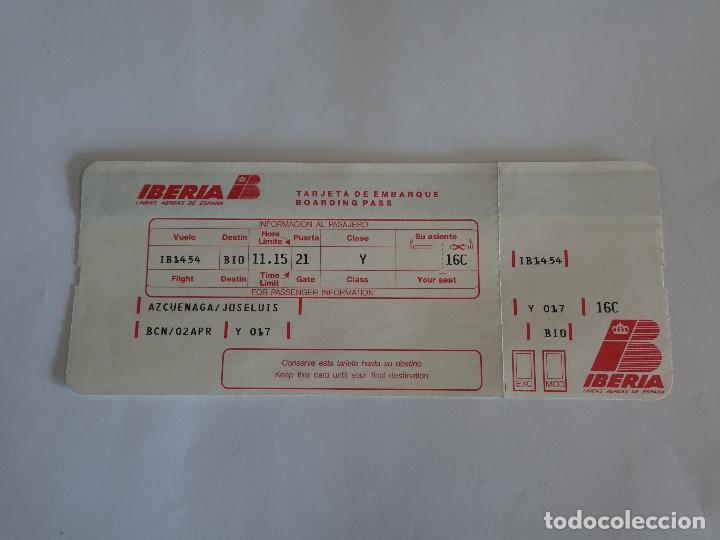 IBERIA
LINEAS AEREAS DE ESPAÑA
TARJETA DE EMBARQUE
BOARDING PASS
INFORMACION AL PASAJERO
Vuelo Destin Hora Limite Puerta Clase Su asiento
IB1454 BIO 11.15 21 Y 16C
Flight Destin Time Limit Gate Class Your seat
FOR PASSENGER INFORMATION
AZCUENAGA/JOSELUIS
BCN/02APR Y 017
Conserve esta tarjeta hasta su destino
Keep this card until your final destination.
IB1454
Y 017 16C
BIO
EXC MOD
IBERIA
LINEAS AEREAS DE ESPAÑA
todocoleccion